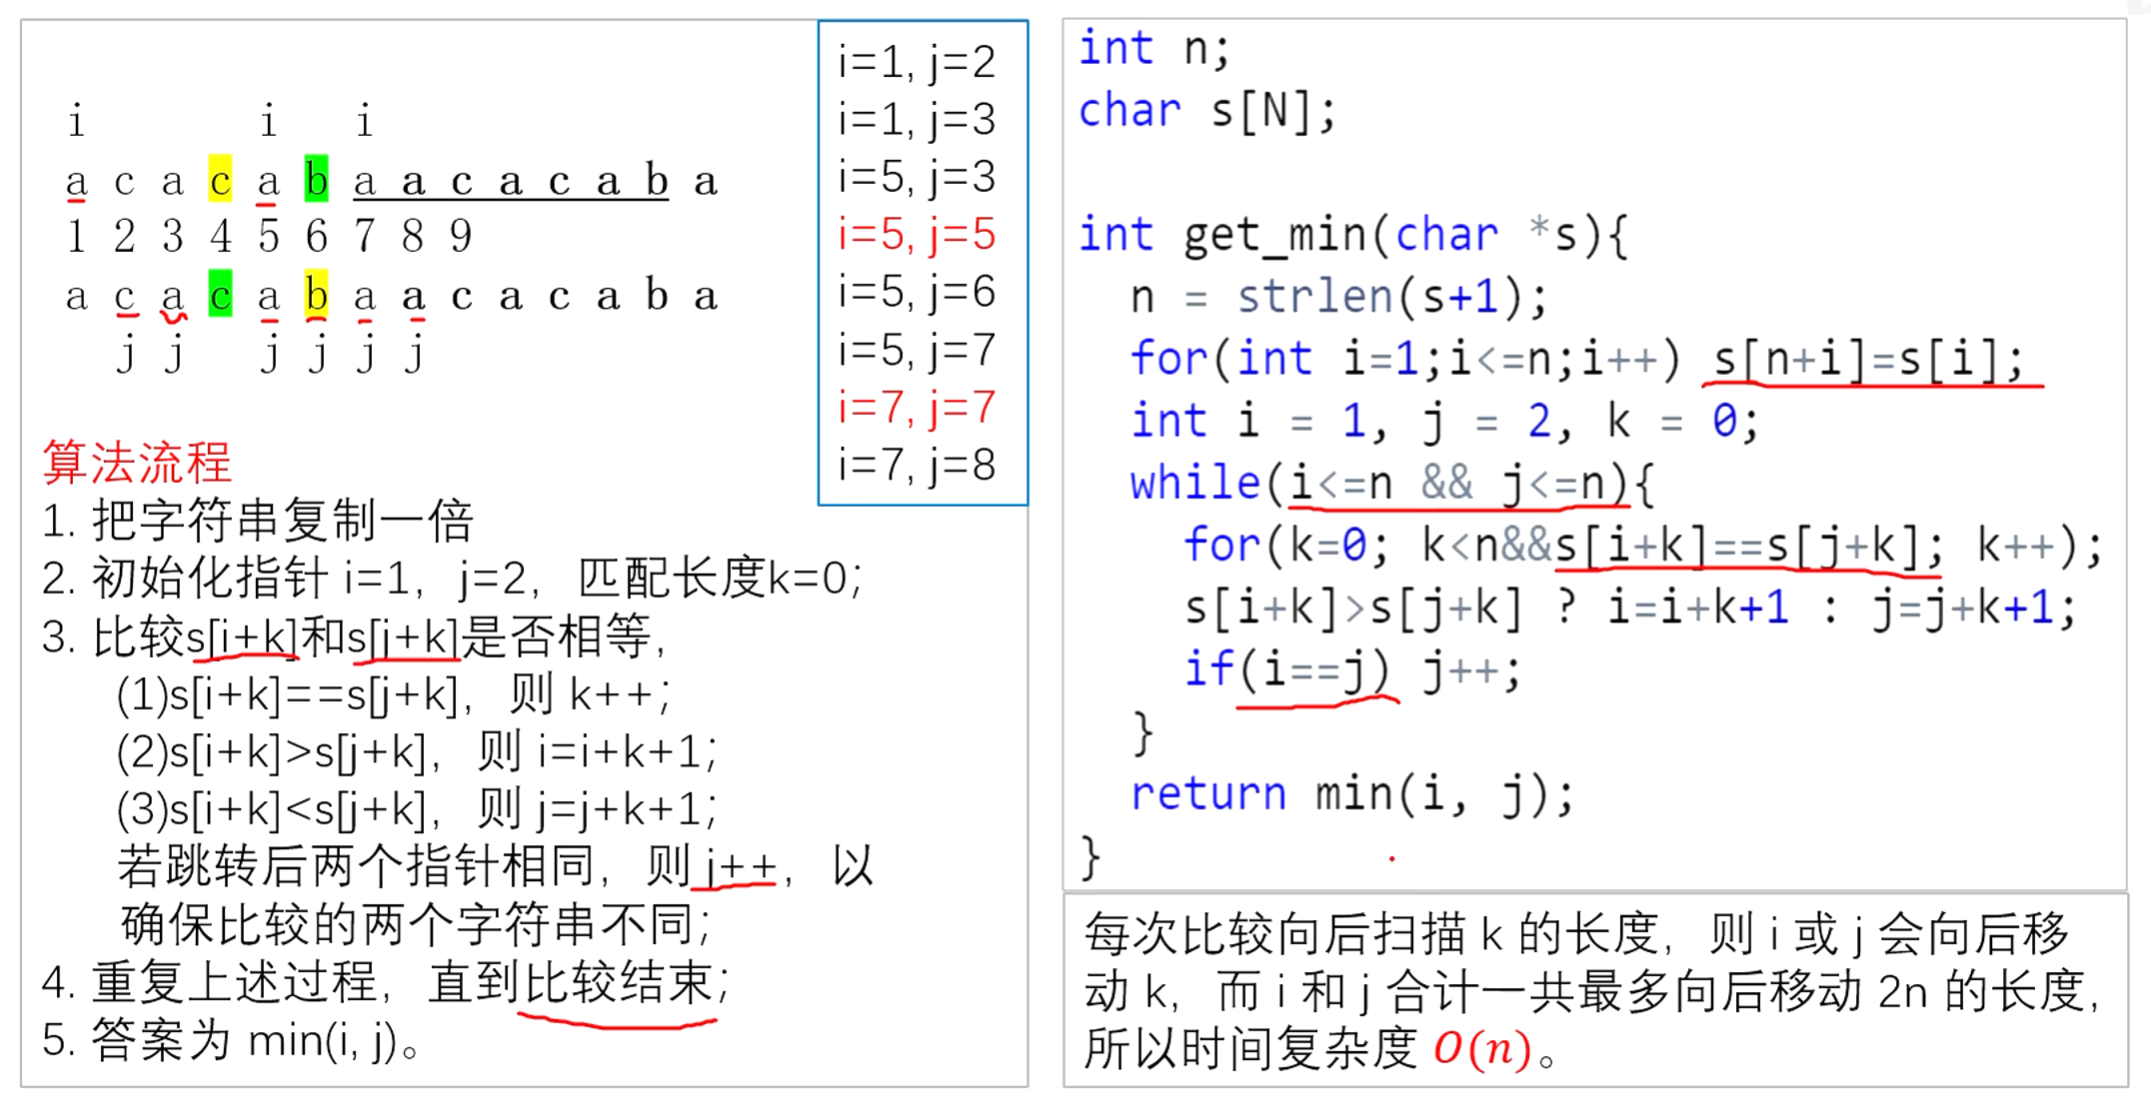 i i i
a c a c a b a a c a c a b a
1 2 3 4 5 6 7 8 9
a c a c a b a a c a c a b a
j j j j j j
i=1, j=2
i=1, j=3
i=5, j=3
i=5, j=5
i=5, j=6
i=5, j=7
i=7, j=7
i=7, j=8
算法流程
1. 把字符串复制一倍
2. 初始化指针 i=1，j=2，匹配长度k=0；
3. 比较s[i+k]和s[j+k]是否相等，
(1)s[i+k]==s[j+k]，则 k++；
(2)s[i+k]>s[j+k]，则 i=i+k+1；
(3)s[i+k]<s[j+k]，则 j=j+k+1；
若跳转后两个指针相同，则 j++，以
确保比较的两个字符串不同；
4. 重复上述过程，直到比较结束；
5. 答案为 min(i, j)。
int n;
char s[N];
int get_min(char *s){
n = strlen(s+1);
for(int i=1;i<=n;i++) s[n+i]=s[i];
int i = 1, j = 2, k = 0;
while(i<=n && j<=n){
for(k=0; k<n&&s[i+k]==s[j+k]; k++);
s[i+k]>s[j+k] ? i=i+k+1 : j=j+k+1;
if(i==j) j++;
}
return min(i, j);
}
每次比较向后扫描 k 的长度，则 i 或 j 会向后移
动 k，而 i 和 j 合计一共最多向后移动 2n 的长度，
所以时间复杂度 O(n)。